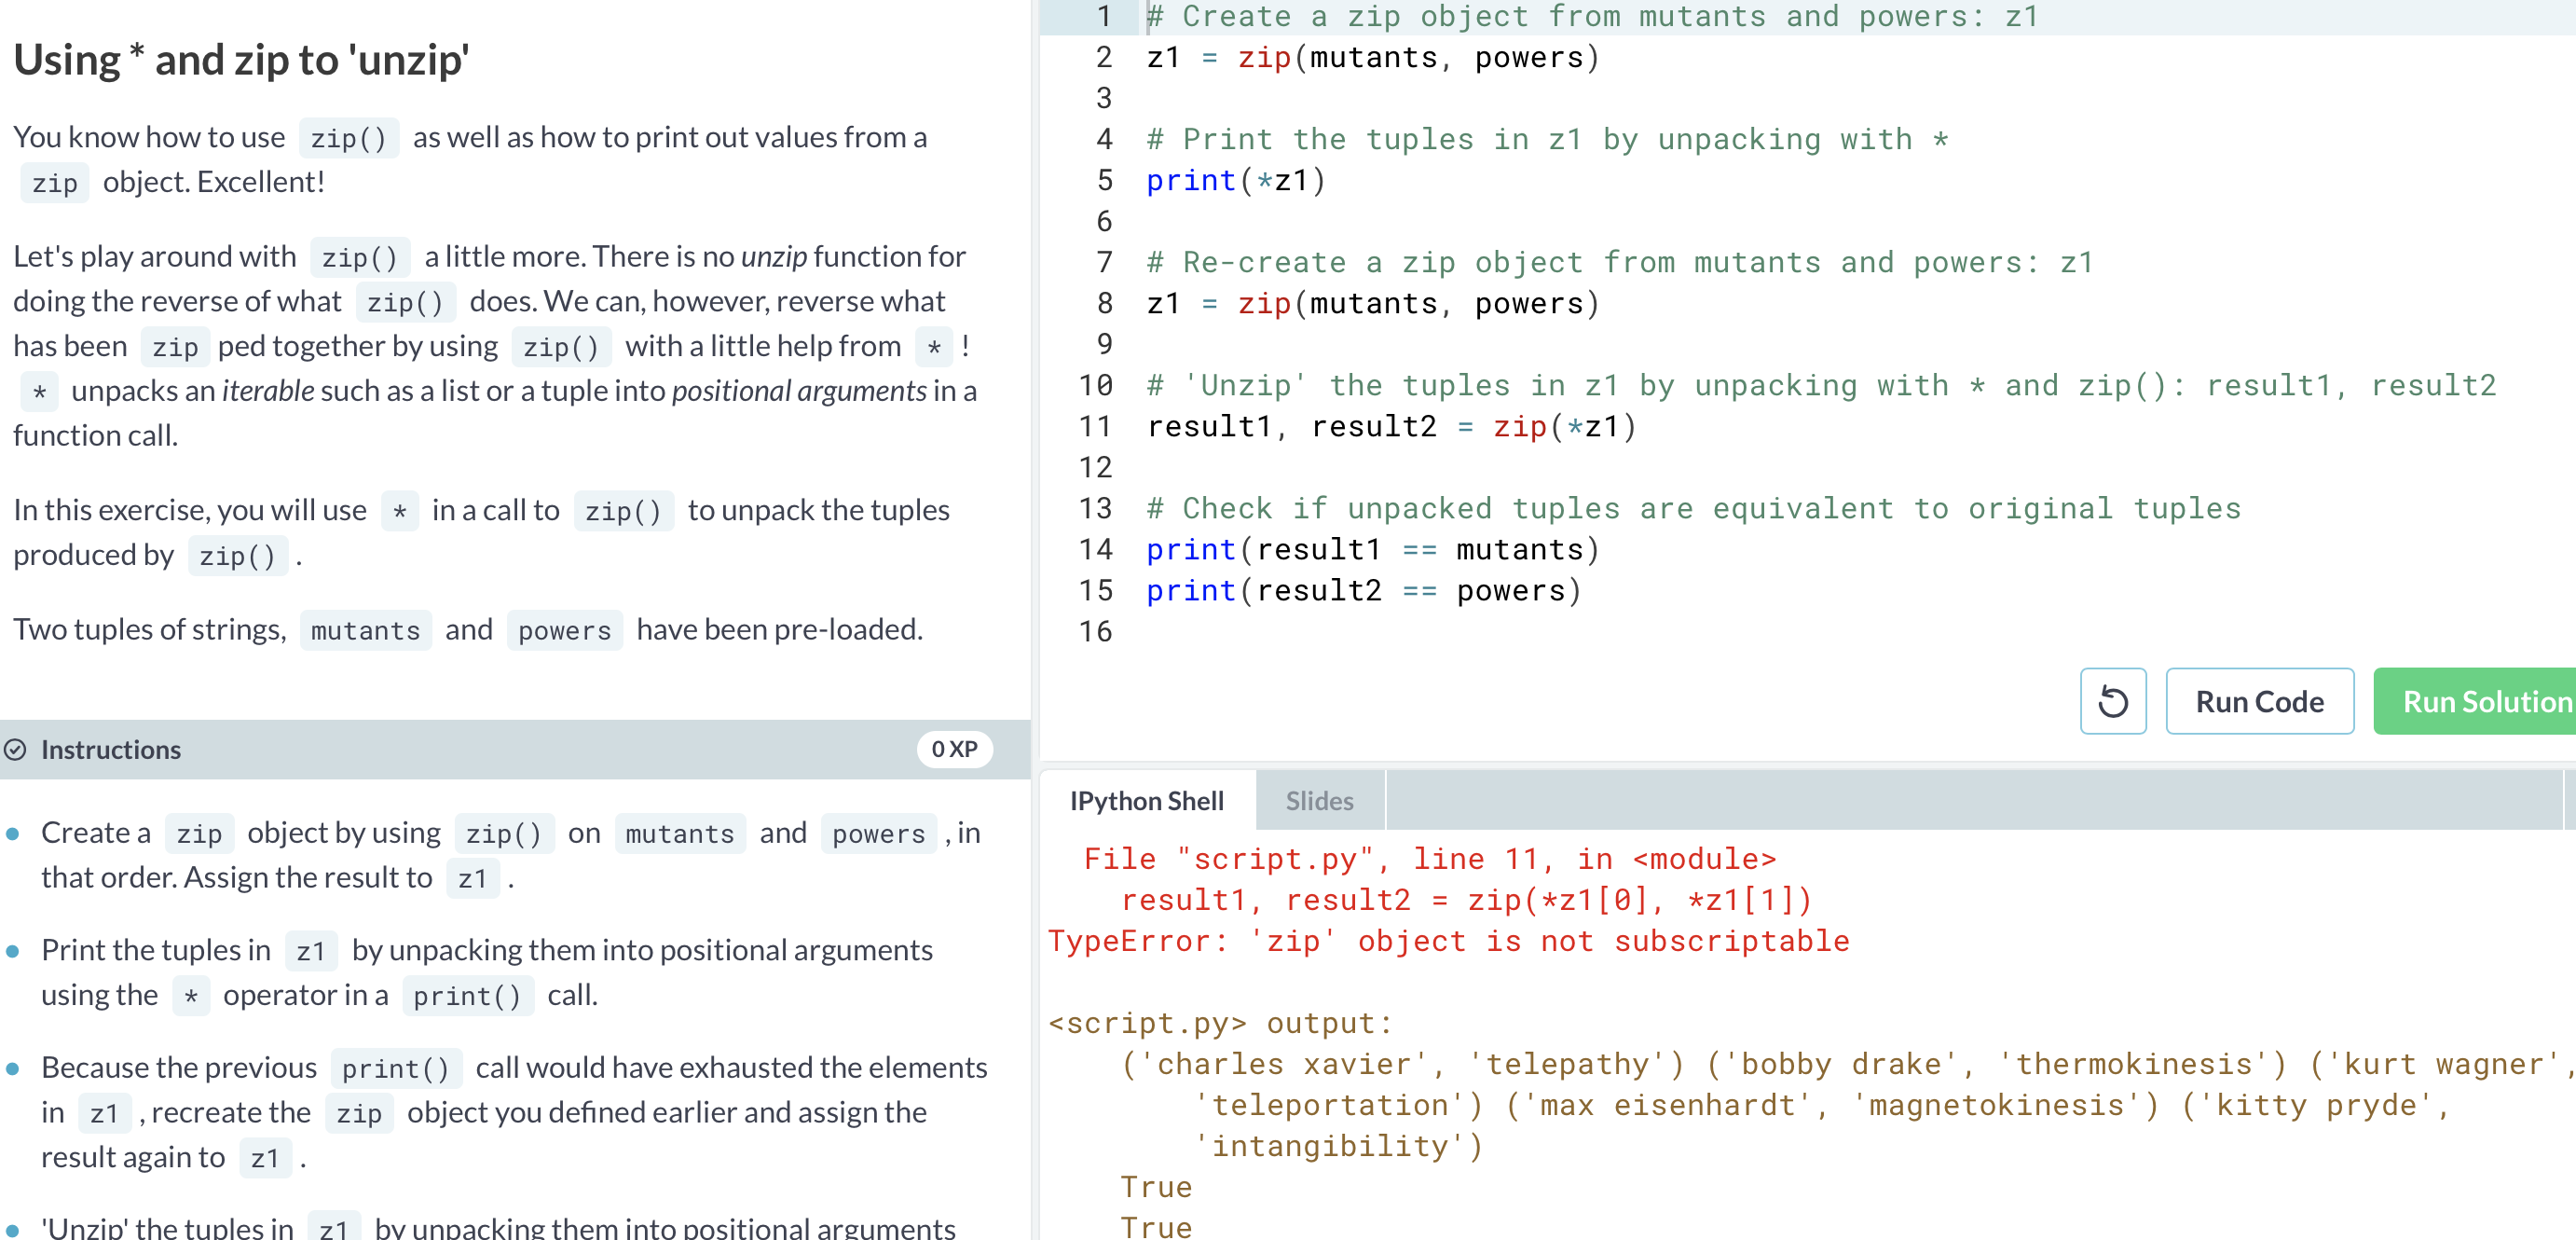 Using * and zip to 'unzip'
You know how to use zip() as well as how to print out values from a
zip object. Excellent!
Let's play around with zip() a little more. There is no unzip function for
doing the reverse of what zip() does. We can, however, reverse what
has been zip ped together by using zip() with a little help from * !
* unpacks an iterable such as a list or a tuple into positional arguments in a
function call.
In this exercise, you will use * in a call to zip() to unpack the tuples
produced by zip() .
Two tuples of strings, mutants and powers have been pre-loaded.
Instructions
0 XP
Create a zip object by using zip() on mutants and powers , in
that order. Assign the result to z1 .
Print the tuples in z1 by unpacking them into positional arguments
using the * operator in a print() call.
Because the previous print() call would have exhausted the elements
in z1 , recreate the zip object you defined earlier and assign the
result again to z1 .
'Unzip' the tuples in z1 by unpacking them into positional arguments
1 # Create a zip object from mutants and powers: z1
2 z1 = zip(mutants, powers)
3
4 # Print the tuples in z1 by unpacking with *
5 print(*z1)
6
7 # Re-create a zip object from mutants and powers: z1
8 z1 = zip(mutants, powers)
9
10 # 'Unzip' the tuples in z1 by unpacking with * and zip(): result1, result2
11 result1, result2 = zip(*z1)
12
13 # Check if unpacked tuples are equivalent to original tuples
14 print(result1 == mutants)
15 print(result2 == powers)
16
Run Code
Run Solution
IPython Shell
Slides
File "script.py", line 11, in <module>
result1, result2 = zip(*z1[0], *z1[1])
TypeError: 'zip' object is not subscriptable
<script.py> output:
('charles xavier', 'telepathy') ('bobby drake', 'thermokinesis') ('kurt wagner',
'teleportation') ('max eisenhardt', 'magnetokinesis') ('kitty pryde',
'intangibility')
True
True